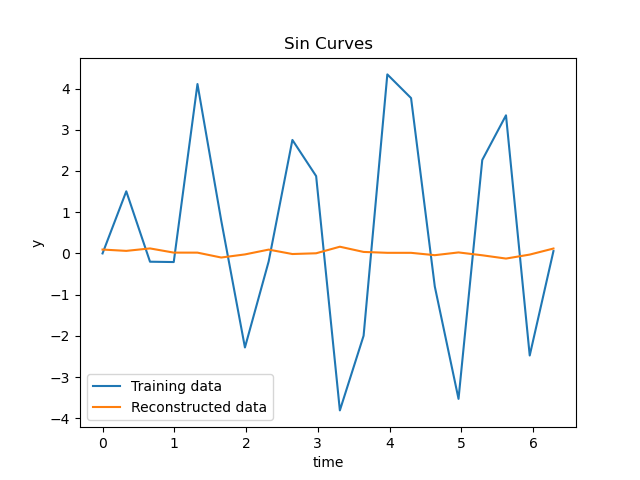 Sin Curves
4
3
2
1
0
−1
−2
−3
−4
y
Training data
Reconstructed data
0 1 2 3 4 5 6
time